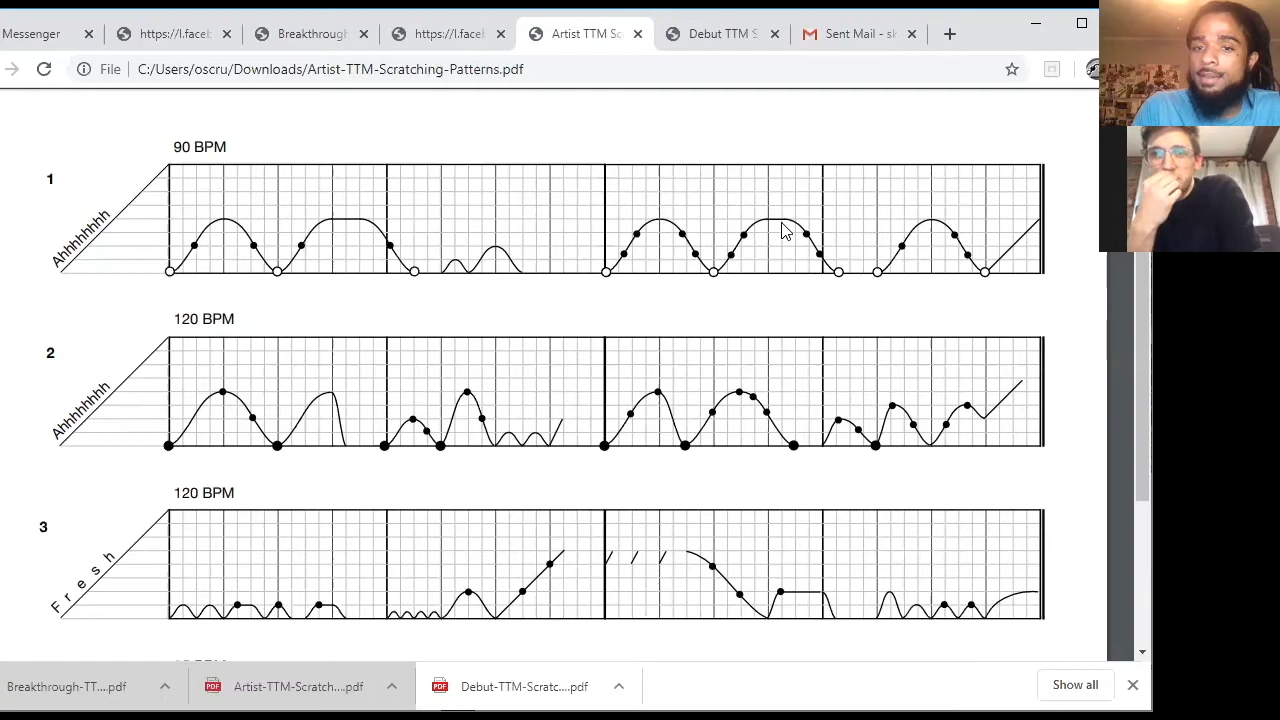 Messenger
https://l.faceb
Breakthrough
https://l.faceb
Artist TTM Sc
Debut TTM S
Sent Mail - sk
File
C:/Users/oscru/Downloads/Artist-TTM-Scratching-Patterns.pdf
90 BPM
1
Ahhhhhhhh
120 BPM
2
Ahhhhhhhh
120 BPM
3
Fresh
Breakthrough-TT....pdf
Artist-TTM-Scratch....pdf
Debut-TTM-Scratc....pdf
Show all